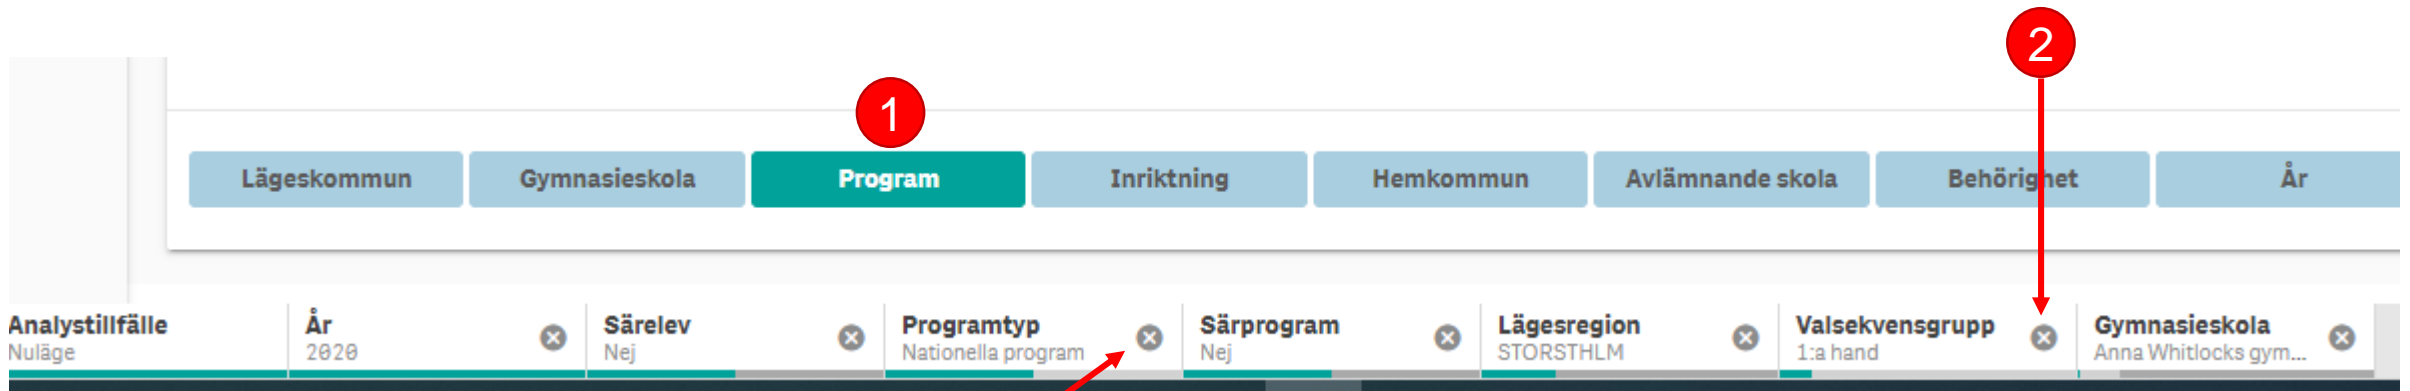 2
1
Lägeskommun Gymnasieskola Program Inriktning Hemkommun Avlämnande skola Behörighet År
Analystillfälle År Särelev Programtyp Särprogram Lägesregion Valsekvensgrupp Gymnasieskola
Nuläge 2020 Nej Nationella program Nej STORSTHLM 1:a hand Anna Whitlocks gym...